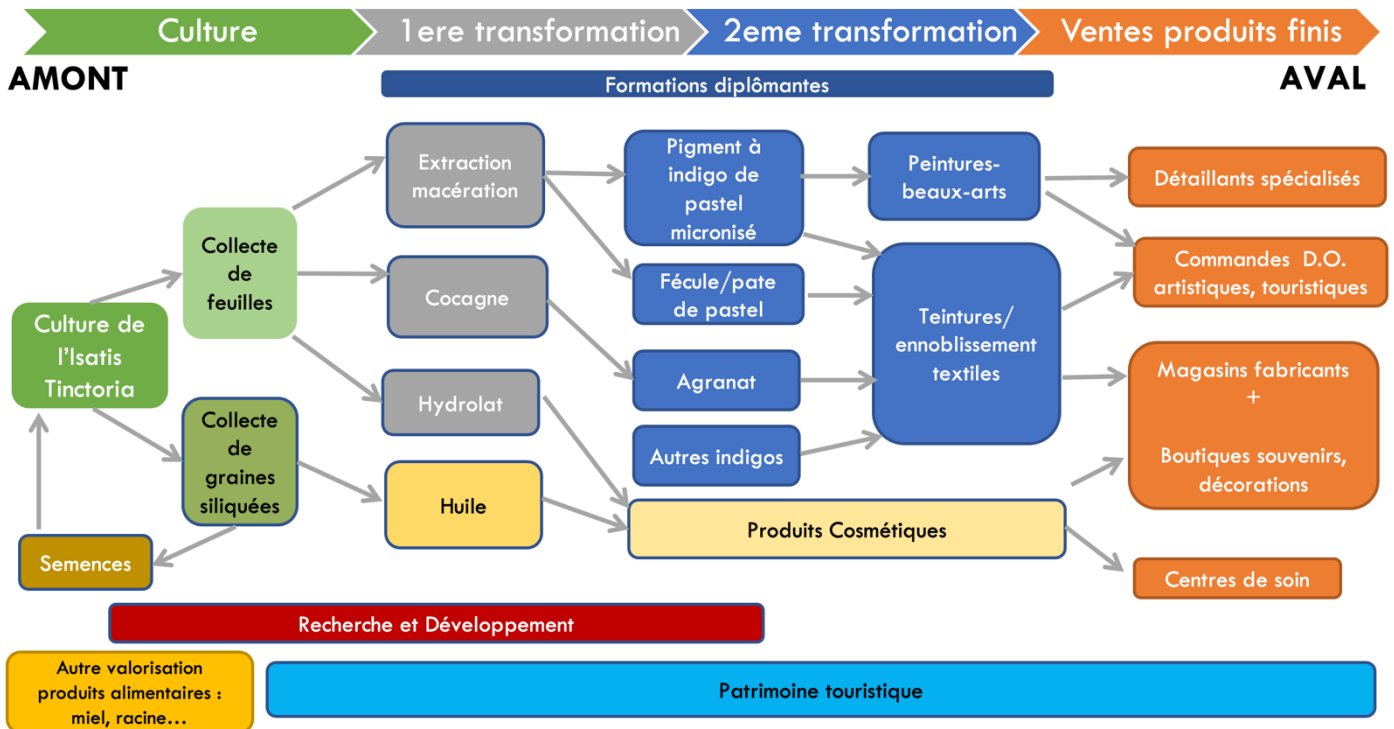 Culture
1ere transformation
2eme transformation
Ventes produits finis
AMONT
AVAL
Formations diplômantes
Extraction
macération
Pigment à
indigo de
pastel
micronisé
Peintures-
beaux-arts
Détaillants spécialisés
Collecte
de
feuilles
Cocagne
Fécule/pate
de pastel
Commandes D.O.
artistiques, touristiques
Culture de
l'Isatis
Tinctoria
Teintures/
ennoblissement
textiles
Agranat
Magasins fabricants
+
Boutiques souvenirs,
décorations
Hydrolat
Collecte
de
graines
siliquées
Autres indigos
Huile
Produits Cosmétiques
Semences
Centres de soin
Recherche et Développement
Autre valorisation
produits alimentaires :
miel, racine...
Patrimoine touristique